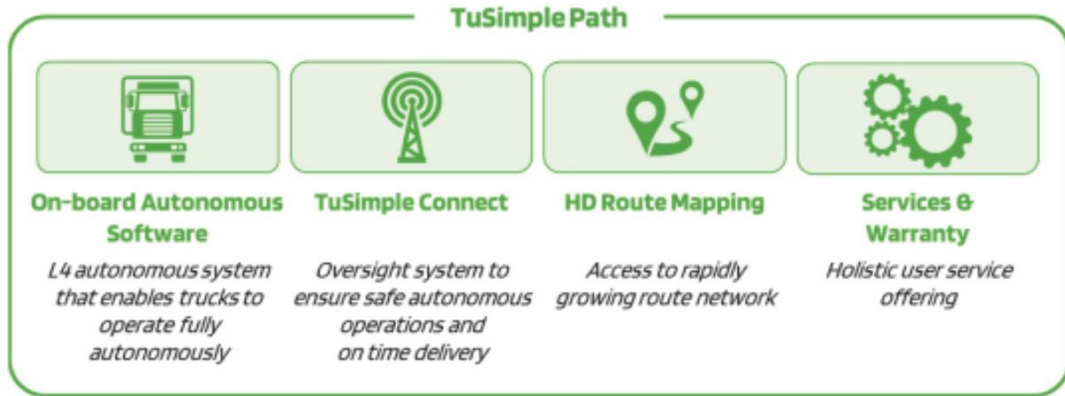 TuSimple Path
On-board Autonomous
Software
L4 autonomous system
that enables trucks to
operate fully
autonomously
TuSimple Connect
Oversight system to
ensure safe autonomous
operations and
on time delivery
HD Route Mapping
Access to rapidly
growing route network
Services &
Warranty
Holistic user service
offering